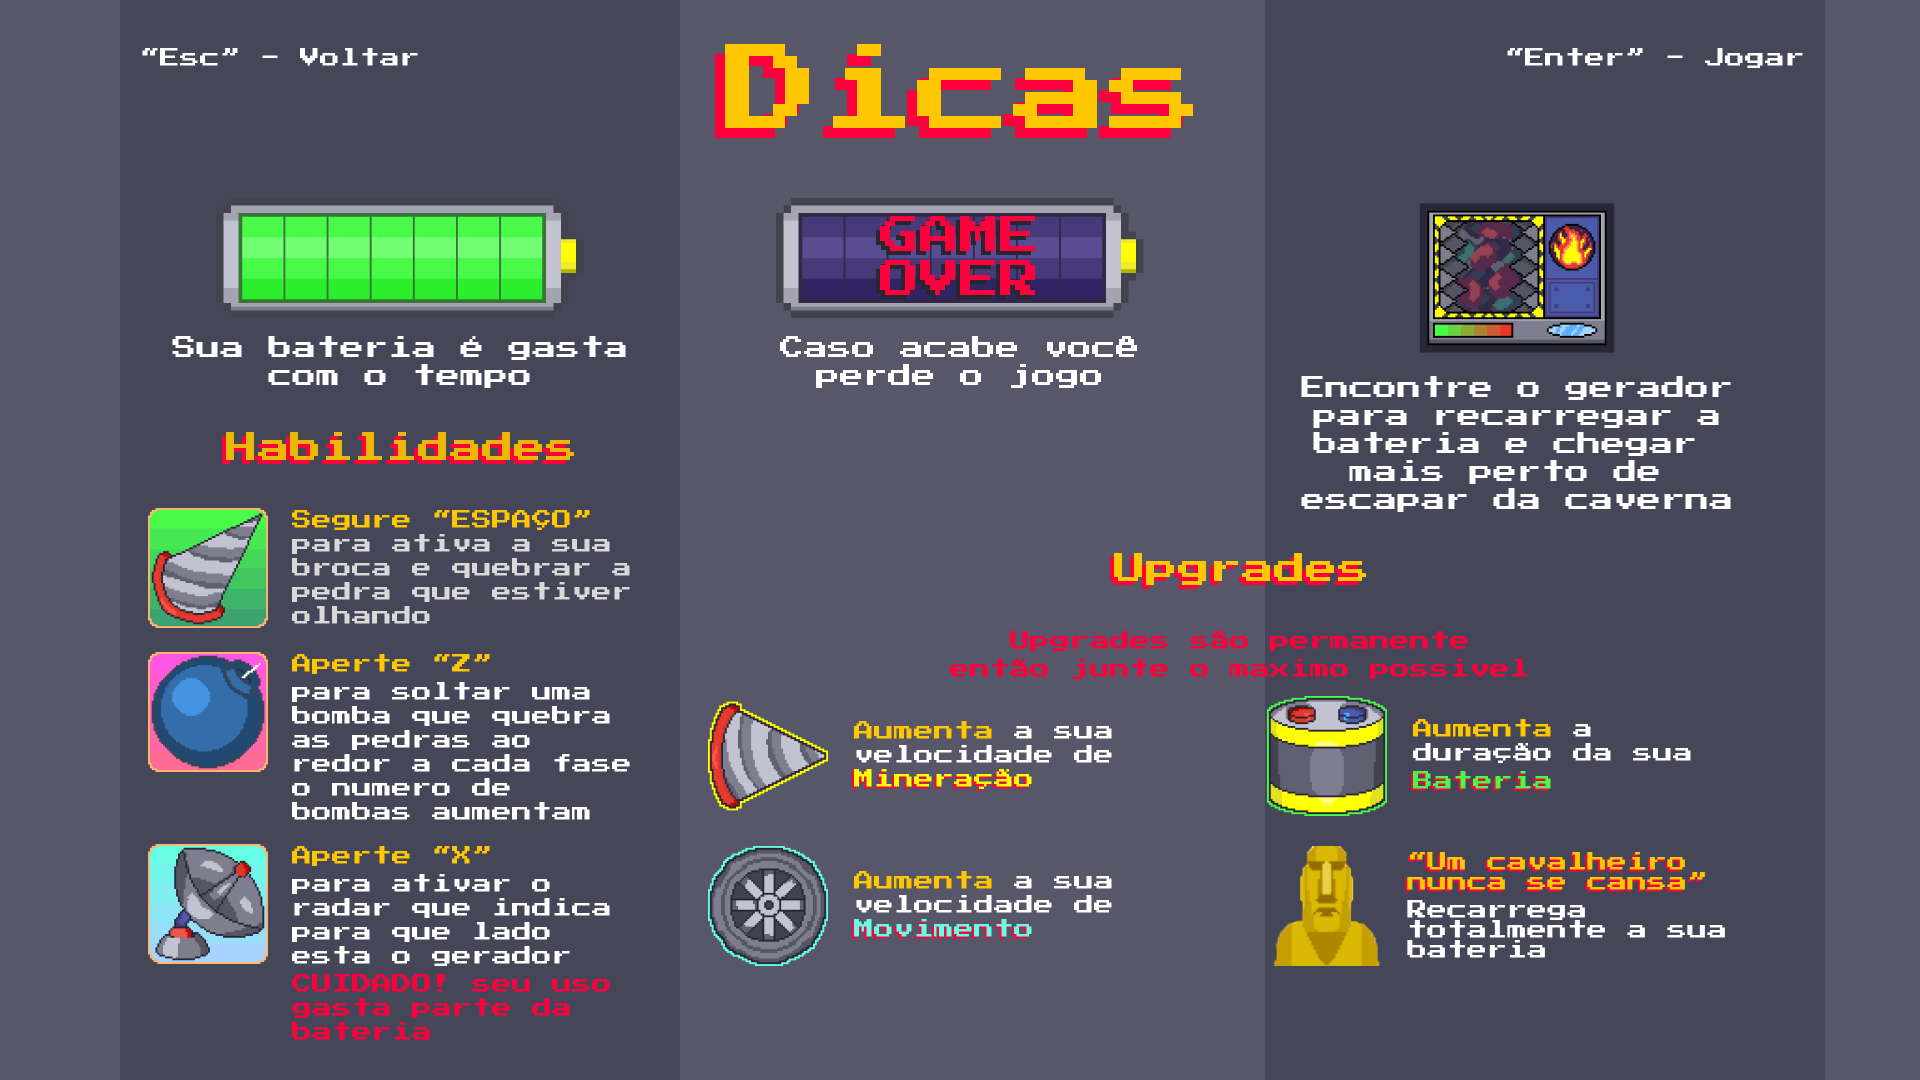 “Esc” - Voltar
Dicas
“Enter” - Jogar
GAME
OVER
Sua bateria é gasta
com o tempo
Caso acabe você
perde o jogo
Encontre o gerador
para recarregar a
bateria e chegar
mais perto de
escapar da caverna
Habilidades
Segure “ESPAÇO”
para ativa a sua
broca e quebrar a
pedra que estiver
olhando
Aperte “Z”
para soltar uma
bomba que quebra
as pedras ao
redor a cada fase
o numero de
bombas aumentam
Aperte “X”
para ativar o
radar que indica
para que lado
esta o gerador
CUIDADO! seu uso
gasta parte da
bateria
Upgrades
Upgrades são permanente
então junte o maximo possivel
Aumenta a sua
velocidade de
Mineração
Aumenta a
duração da sua
Bateria
Aumenta a sua
velocidade de
Movimento
“Um cavalheiro
nunca se cansa”
Recarrega
totalmente a sua
bateria